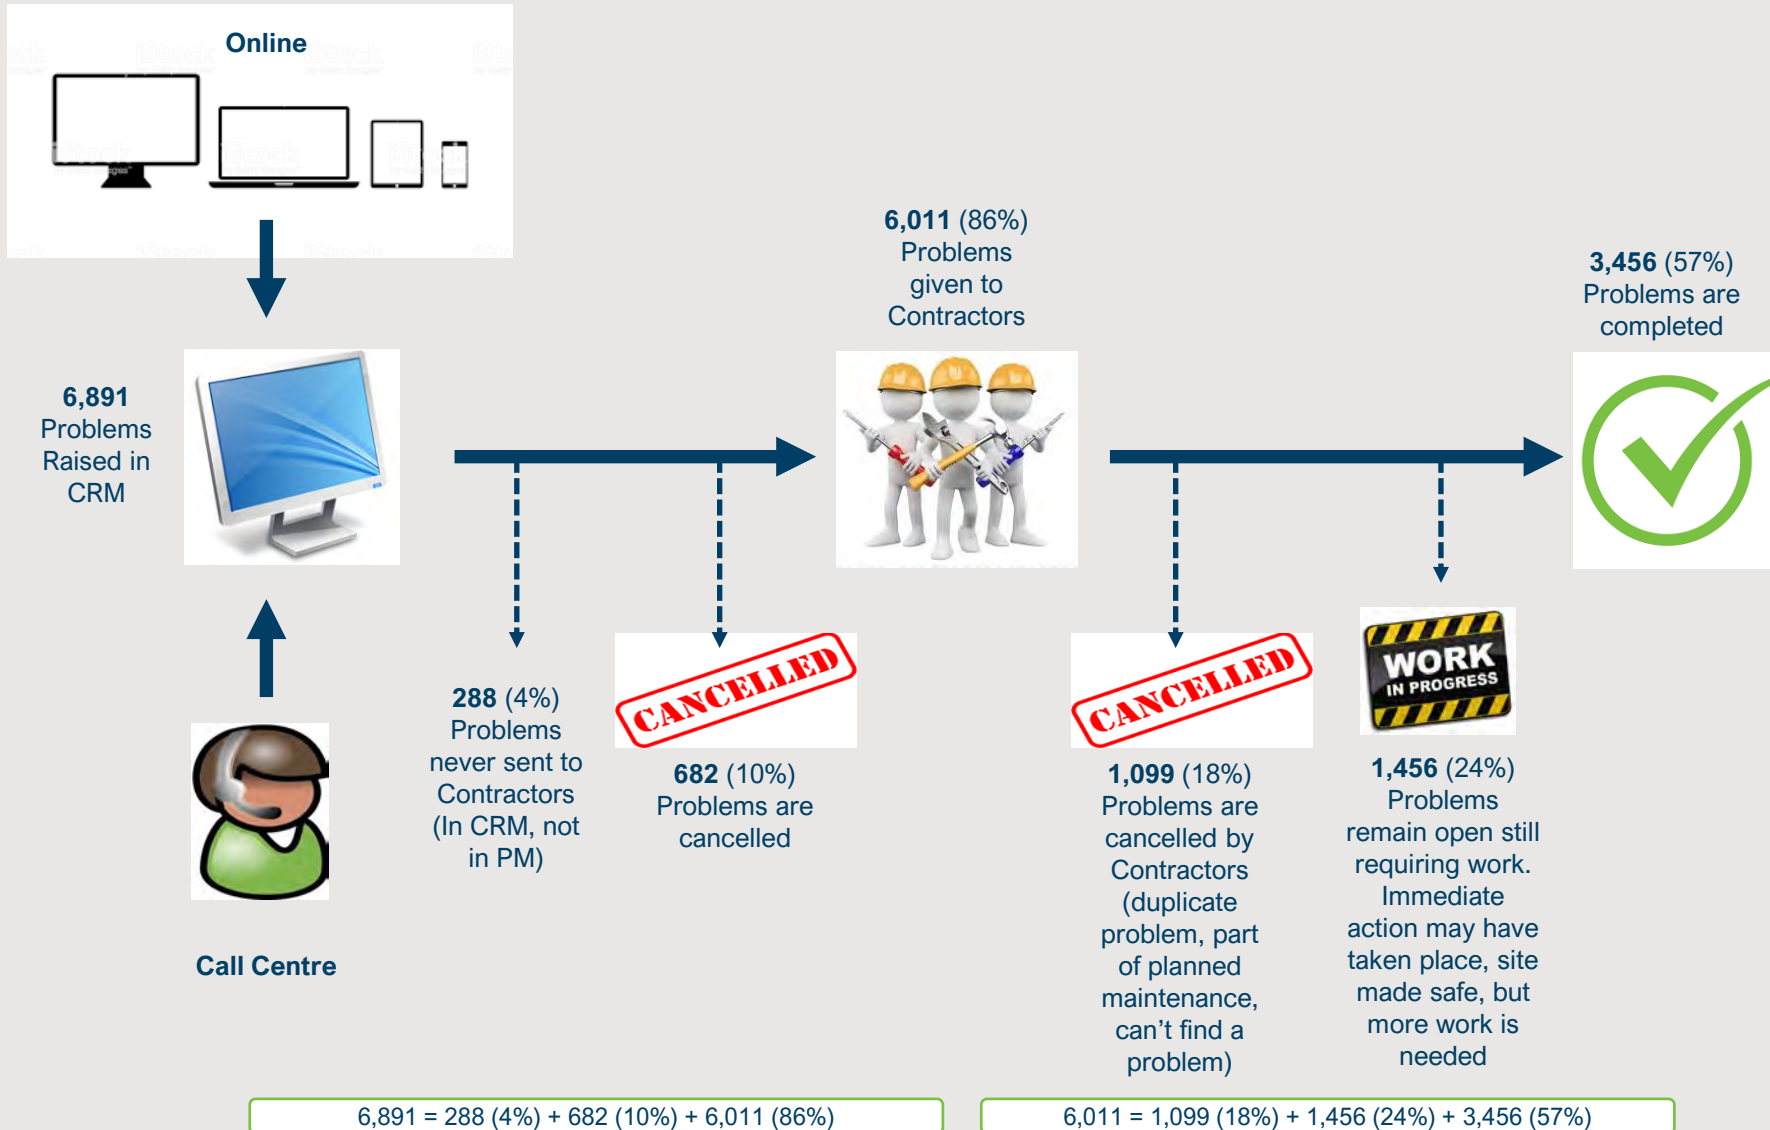 Online
6,891
Problems
Raised in
CRM
Call Centre
288 (4%)
Problems
never sent to
Contractors
(In CRM, not
in PM)
CANCELLED
682 (10%)
Problems are
cancelled
6,011 (86%)
Problems
given to
Contractors
CANCELLED
1,099 (18%)
Problems are
cancelled by
Contractors
(duplicate
problem, part
of planned
maintenance,
can't find a
problem)
WORK
IN PROGRESS
1,456 (24%)
Problems
remain open still
requiring work.
Immediate
action may have
taken place, site
made safe, but
more work is
needed
3,456 (57%)
Problems are
completed
6,891 = 288 (4%) + 682 (10%) + 6,011 (86%)
6,011 = 1,099 (18%) + 1,456 (24%) + 3,456 (57%)